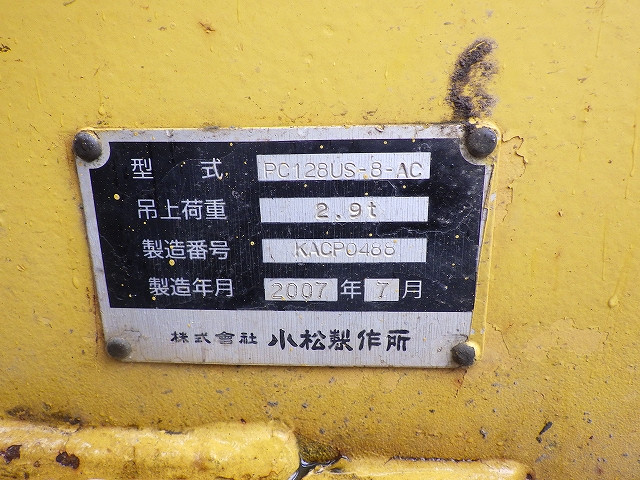 型式 PC128US-8-AC
吊上荷重 2.9t
製造番号 KACP0488
製造年月 2007年7月
株式會社 小松製作所